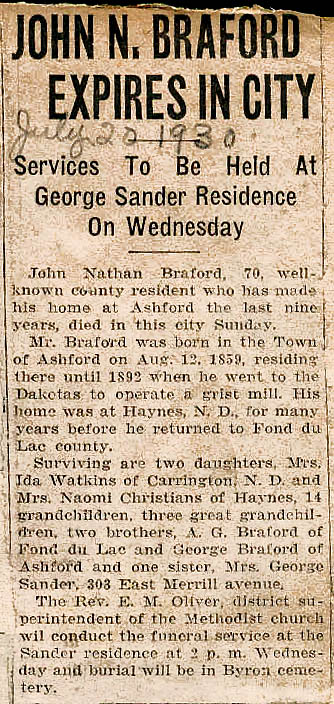 JOHN N. BRAFORD
EXPIRES IN CITY
July 22 1930
Services To Be Held At
George Sander Residence
On Wednesday
John Nathan Braford, 70, well-
known county resident who has made
his home at Ashford the last nine
years, died in this city Sunday.
Mr. Braford was born in the Town
of Ashford on Aug. 12, 1859, residing
there until 1892 when he went to the
Dakotas to operate a grist mill. His
home was at Haynes, N. D., for many
years before he returned to Fond du
Lac county.
Surviving are two daughters, Mrs.
Ida Watkins of Carrington, N. D. and
Mrs. Naomi Christians of Haynes, 14
grandchildren, three great grandchil-
dren, two brothers, A. G. Braford of
Fond du Lac and George Braford of
Ashford and one sister, Mrs. George
Sander, 303 East Merrill avenue.
The Rev. E. M. Oliver, district su-
perintendent of the Methodist church
wil conduct the funeral service at the
Sander residence at 2 p. m. Wednes-
day and burial will be in Byron ceme-
tery.